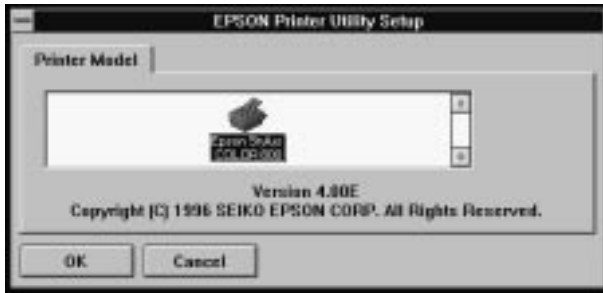 EPSON Printer Utility Setup
Printer Model
Epson Stylus
COLOR
Version 4.00E
Copyright (C) 1996 SEIKO EPSON CORP. All Rights Reserved.
OK
Cancel